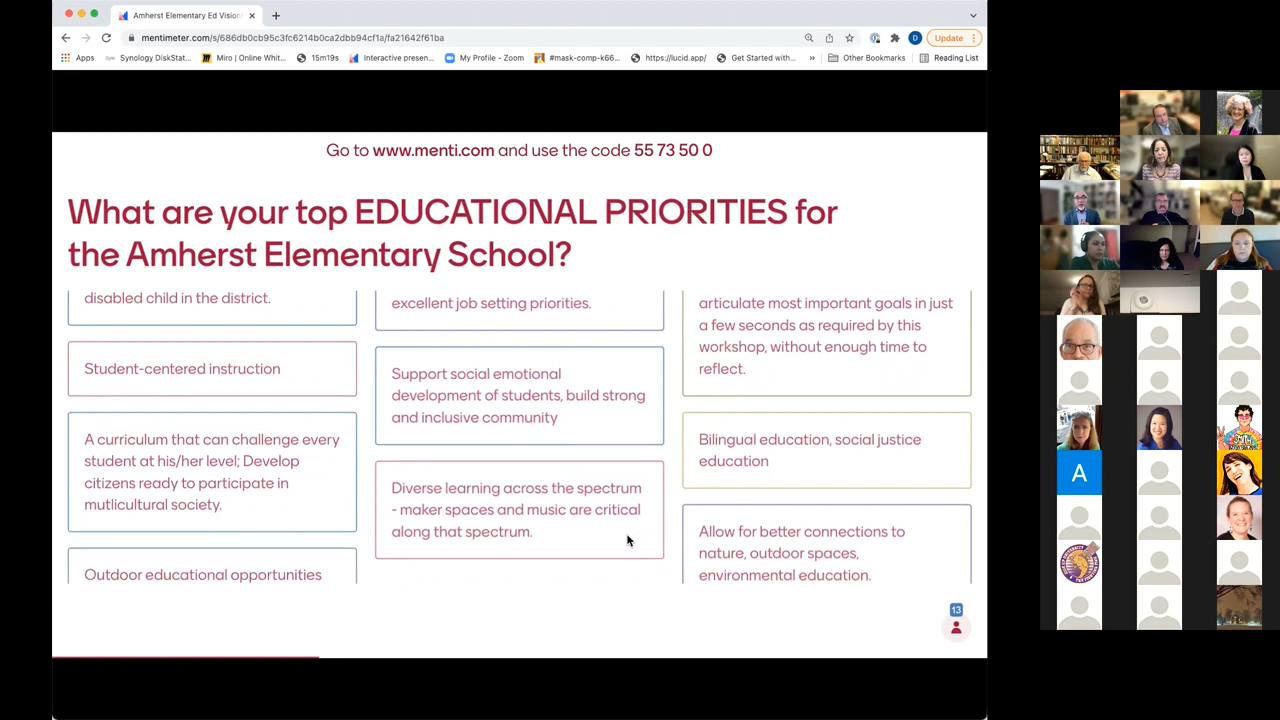 Amherst Elementary Ed Vision
mentimeter.com/s/686db0cb95c3fc6214b0ca2dbb94cf1a/fa21642f61ba
D
Update
Apps
Synology DiskStat...
Miro | Online Whit...
15m19s
Interactive presen...
My Profile - Zoom
#mask-comp-k66...
https://lucid.app/
Get Started with...
»
Other Bookmarks
Reading List
Go to www.menti.com and use the code 55 73 50 0
What are your top EDUCATIONAL PRIORITIES for
the Amherst Elementary School?
disabled child in the district.
Student-centered instruction
A curriculum that can challenge every
student at his/her level; Develop
citizens ready to participate in
mutlicultural society.
Outdoor educational opportunities
excellent job setting priorities.
Support social emotional
development of students, build strong
and inclusive community
Diverse learning across the spectrum
- maker spaces and music are critical
along that spectrum.
articulate most important goals in just
a few seconds as required by this
workshop, without enough time to
reflect.
Bilingual education, social justice
education
Allow for better connections to
nature, outdoor spaces,
environmental education.
13
A